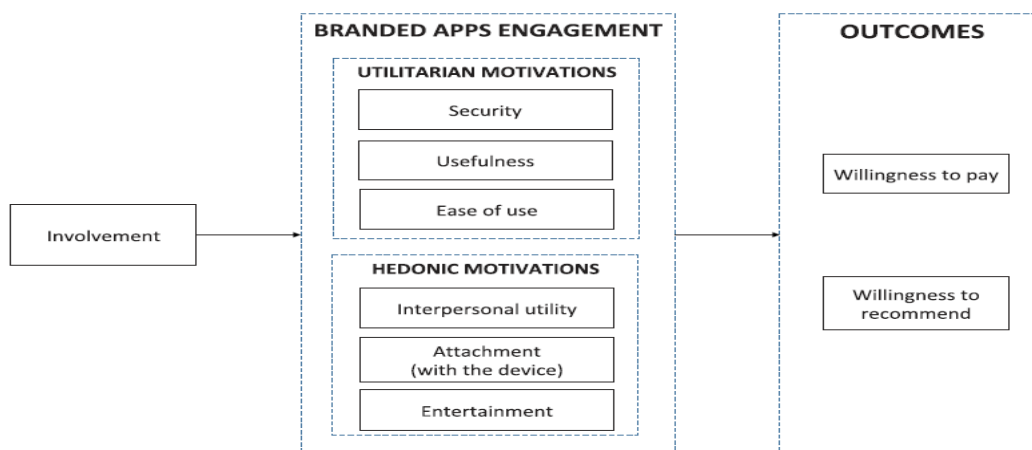 BRANDED APPS ENGAGEMENT
UTILITARIAN MOTIVATIONS
Security
Usefulness
Ease of use
Involvement
HEDONIC MOTIVATIONS
Interpersonal utility
Attachment
(with the device)
Entertainment
OUTCOMES
Willingness to pay
Willingness to
recommend